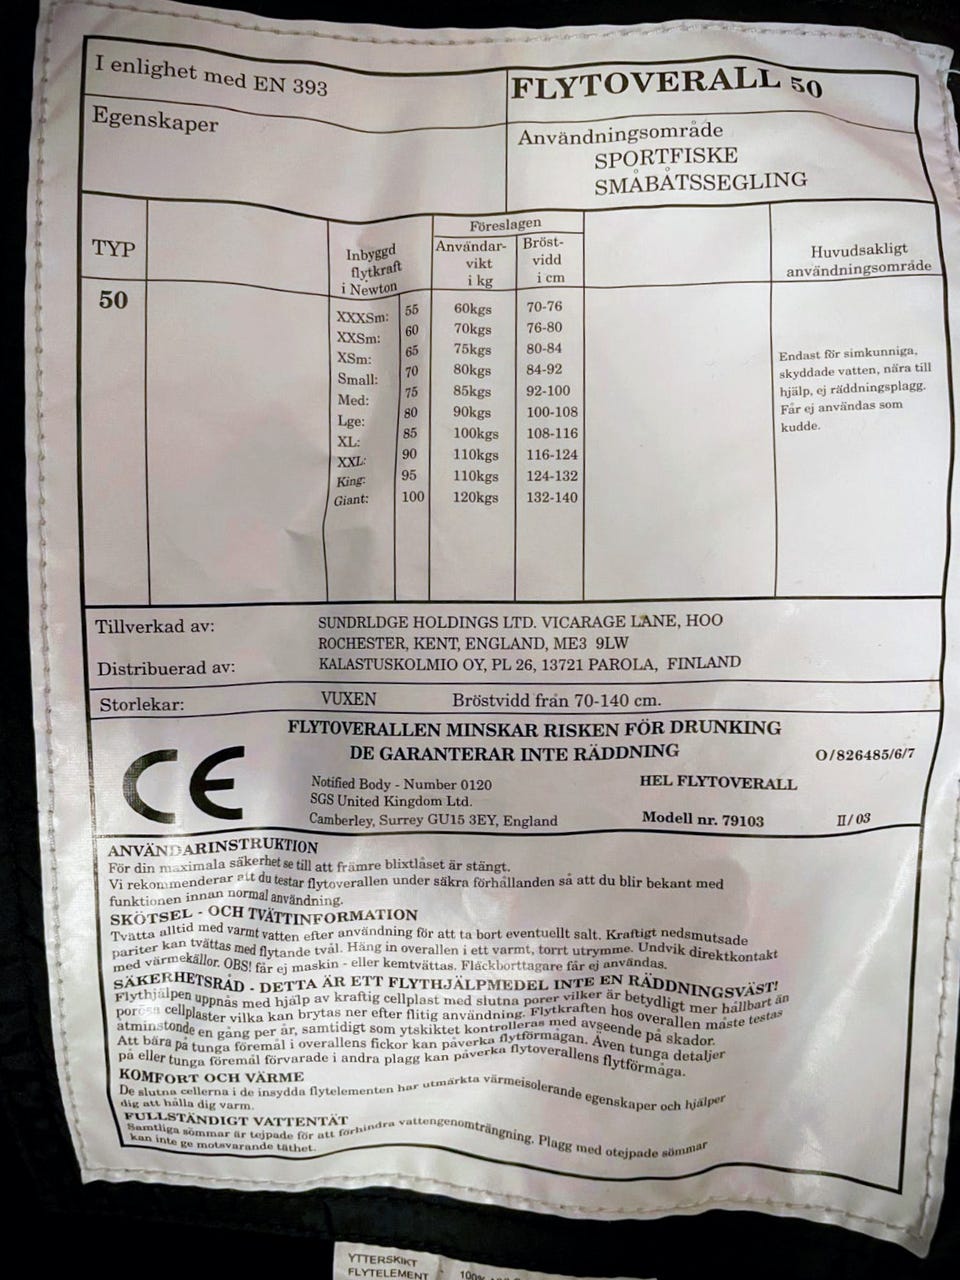 I enlighet med EN 393
FLYTOVERALL 50
Egenskaper
Användningsområde
SPORTFISKE
SMÅBÅTSSEGLING
TYP
Inbyggd
flytkraft
i Newton
Föreslagen
Användar-
vikt
i kg
Bröst-
vidd
i cm
Huvudsakligt
användningsområde
50
XXXSm: 55 60kgs 70-76
XXSm: 60 70kgs 76-80
XSm: 65 75kgs 80-84
Small: 70 80kgs 84-92
Med: 75 85kgs 92-100
Lge: 80 90kgs 100-108
XL: 85 100kgs 108-116
XXL: 90 110kgs 116-124
King: 95 110kgs 124-132
Giant: 100 120kgs 132-140
Endast för simkunniga,
skyddade vatten, nära till
hjälp, ej räddningsplagg.
Får ej användas som
kudde.
Tillverkad av: SUNDRLDGE HOLDINGS LTD. VICARAGE LANE, HOO
ROCHESTER, KENT, ENGLAND, ME3 9LW
Distribuerad av: KALASTUSKOLMIO OY, PL 26, 13721 PAROLA, FINLAND
Storlekar: VUXEN Bröstvidd från 70-140 cm.
FLYTOVERALLEN MINSKAR RISKEN FÖR DRUNKING
DE GARANTERAR INTE RÄDDNING
O/826485/6/7
CE
Notified Body - Number 0120
SGS United Kingdom Ltd.
Camberley, Surrey GU15 3EY, England
HEL FLYTOVERALL
Modell nr. 79103
II/03
ANVÄNDARINSTRUKTION
För din maximala säkerhet se till att främre blixtlåset är stängt.
Vi rekommenderar att du testar flytoverallen under säkra förhållanden så att du blir bekant med
funktionen innan normal användning.
SKÖTSEL - OCH TVÄTTINFORMATION
Tvätta alltid med varmt vatten efter användning för att ta bort eventuellt salt. Kraftigt nedsmutsade
pariter kan tvättas med flytande tvål. Häng in overallen i ett varmt, torrt utrymme. Undvik direktkontakt
med värmekällor. OBS! får ej maskin - eller kemtvättas. Fläckborttagare får ej användas.
SÄKERHETSRÅD - DETTA ÄR ETT FLYTHJÄLPMEDEL INTE EN RÄDDNINGSVÄST!
Flythjälpen uppnås med hjälp av kraftig cellplast med slutna porer vilker är betydligt mer hållbart än
porösa cellplaster vilka kan brytas ner efter flitig användning. Flytkraften hos overallen måste testas
åtminstonde en gång per år, samtidigt som ytskiktet kontrolleras med avseende på skador.
Att bära på tunga föremål i overallens fickor kan påverka flytförmågan. Även tunga detaljer
på eller tunga föremål förvarade i andra plagg kan påverka flytoverallens flytförmåga.
KOMFORT OCH VÄRME
De slutna cellerna i de insydda flytelementen har utmärkta värmeisolerande egenskaper och hjälper
dig att hålla dig varm.
FULLSTÄNDIGT VATTENTÄT
Samtliga sömmar är tejpade för att förhindra vattengenomträngning. Plagg med otejpade sömmar
kan inte ge motsvarande täthet.
YTTERSKIKT
FLYTELEMENT 100%